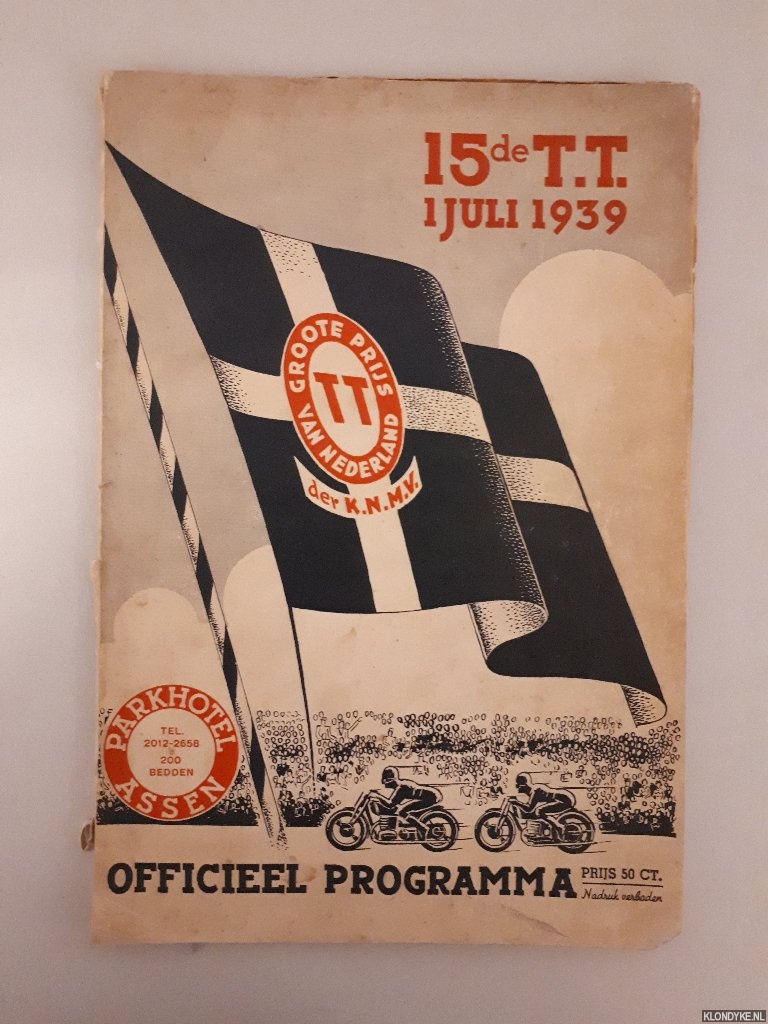 15de T.T.
1 JULI 1939
GROOTE PRIJS
TT
VAN NEDERLAND
der K.N.M.V.
PARKHOTEL
TEL.
2012-2658
200
BEDDEN
ASSEN
OFFICIEEL PROGRAMMA
PRIJS 50 CT.
Nadruk verboden
KLONDYKE.NL